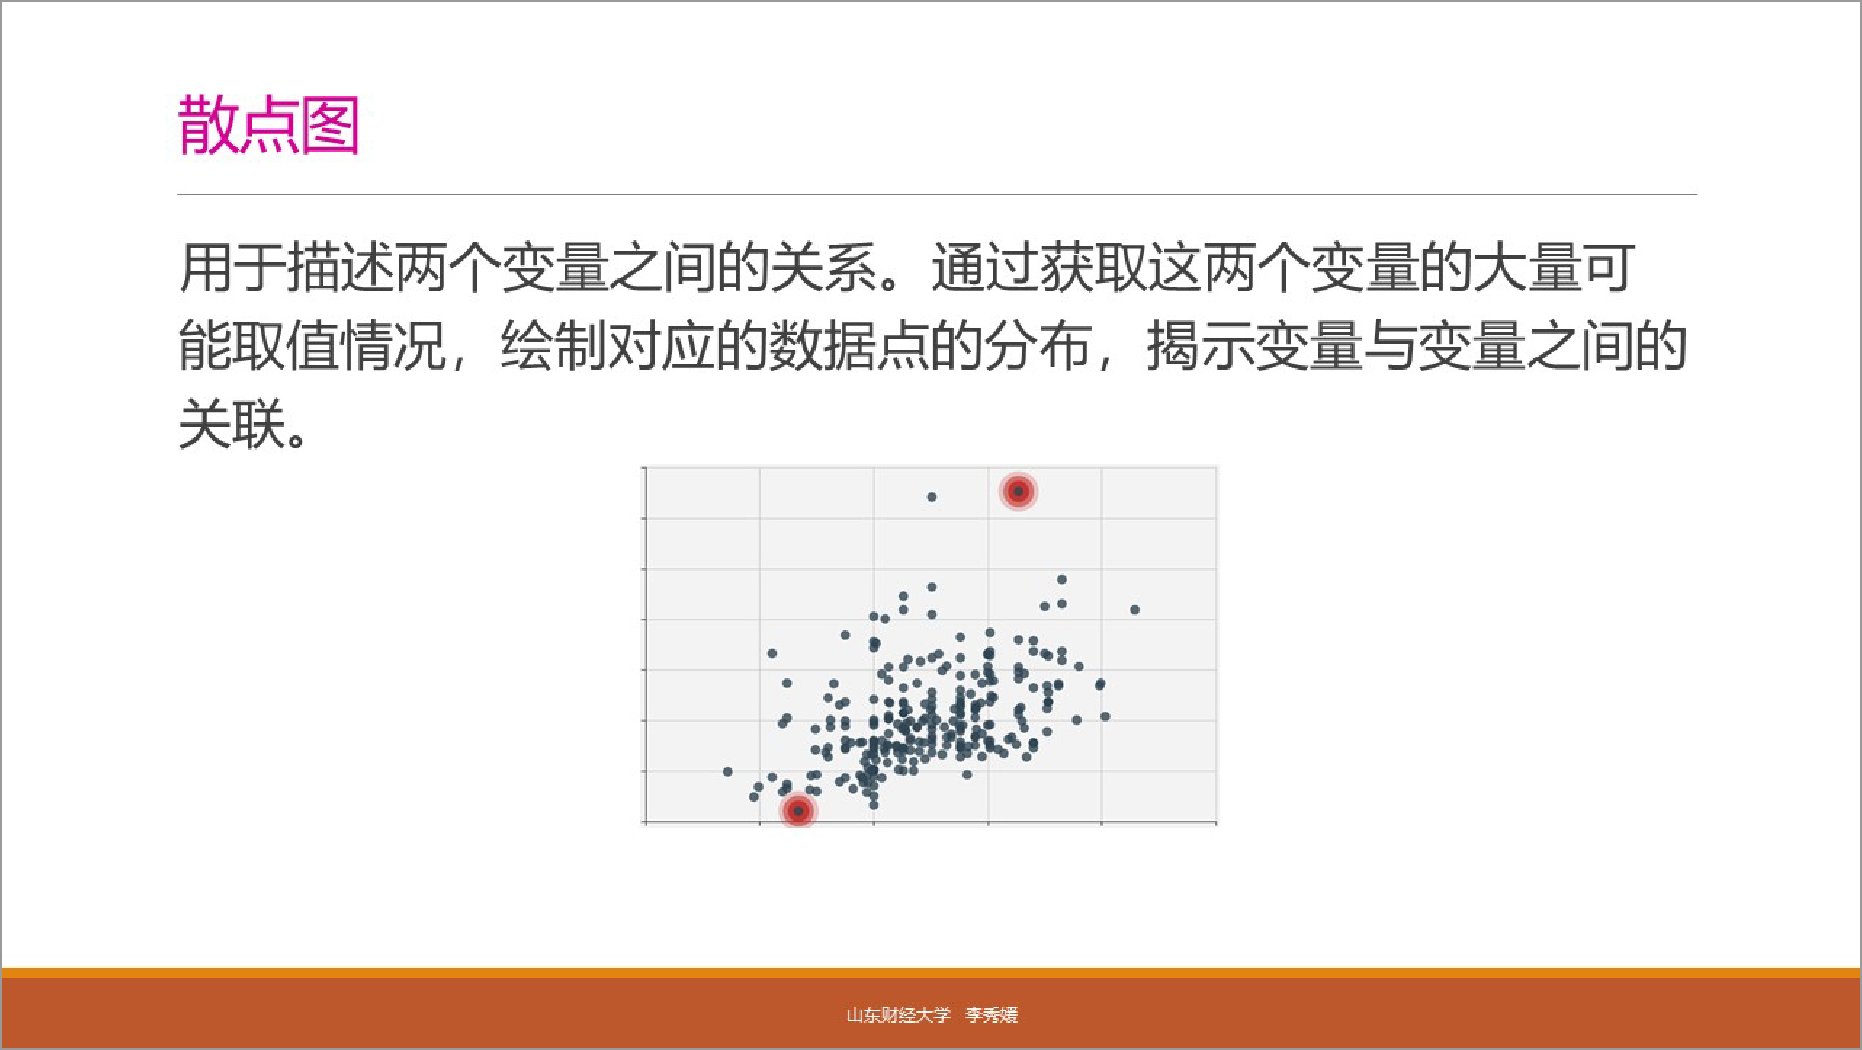 散点图
用于描述两个变量之间的关系。通过获取这两个变量的大量可
能取值情况，绘制对应的数据点的分布，揭示变量与变量之间的
关联。
山东财经大学 李秀媛